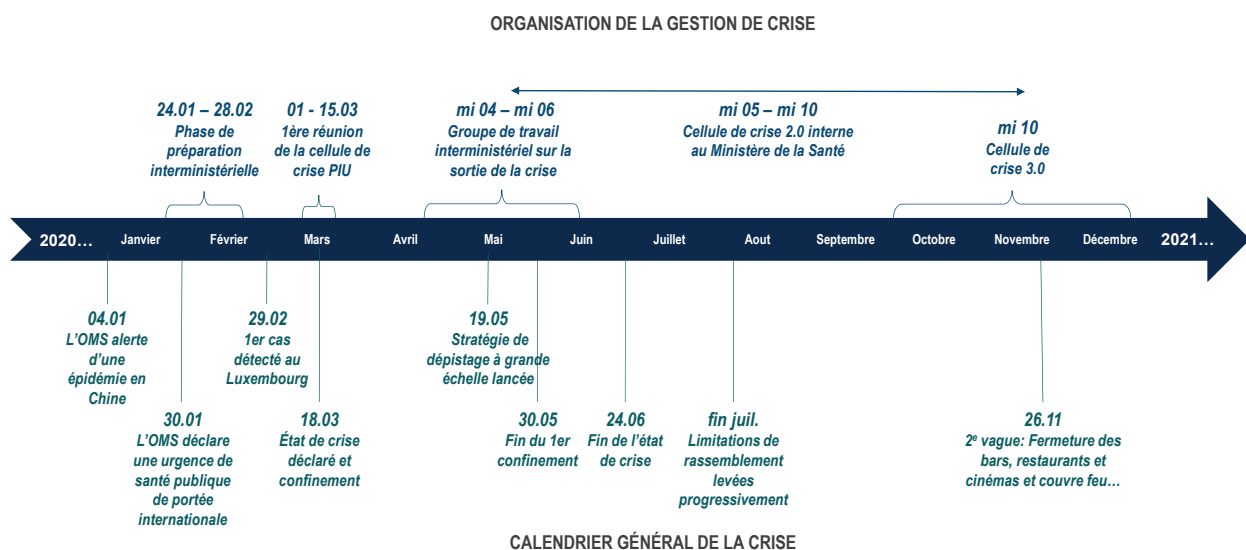 ORGANISATION DE LA GESTION DE CRISE
24.01 – 28.02
Phase de
préparation
interministérielle
01 - 15.03
1ère réunion
de la cellule de
crise PIU
mi 04 – mi 06
Groupe de travail
interministériel sur la
sortie de la crise
mi 05 – mi 10
Cellule de crise 2.0 interne
au Ministère de la Santé
mi 10
Cellule de
crise 3.0
2020... Janvier Février Mars Avril Mai Juin Juillet Aout Septembre Octobre Novembre Décembre 2021...
04.01
L'OMS alerte
d'une
épidémie en
Chine
30.01
L'OMS déclare
une urgence de
santé publique
de portée
internationale
29.02
1er cas
détecté au
Luxembourg
18.03
État de crise
déclaré et
confinement
19.05
Stratégie de
dépistage à grande
échelle lancée
30.05
Fin du 1er
confinement
24.06
Fin de l'état
de crise
fin juil.
Limitations de
rassemblement
levées
progressivement
26.11
2e vague: Fermeture des
bars, restaurants et
cinémas et couvre feu...
CALENDRIER GÉNÉRAL DE LA CRISE